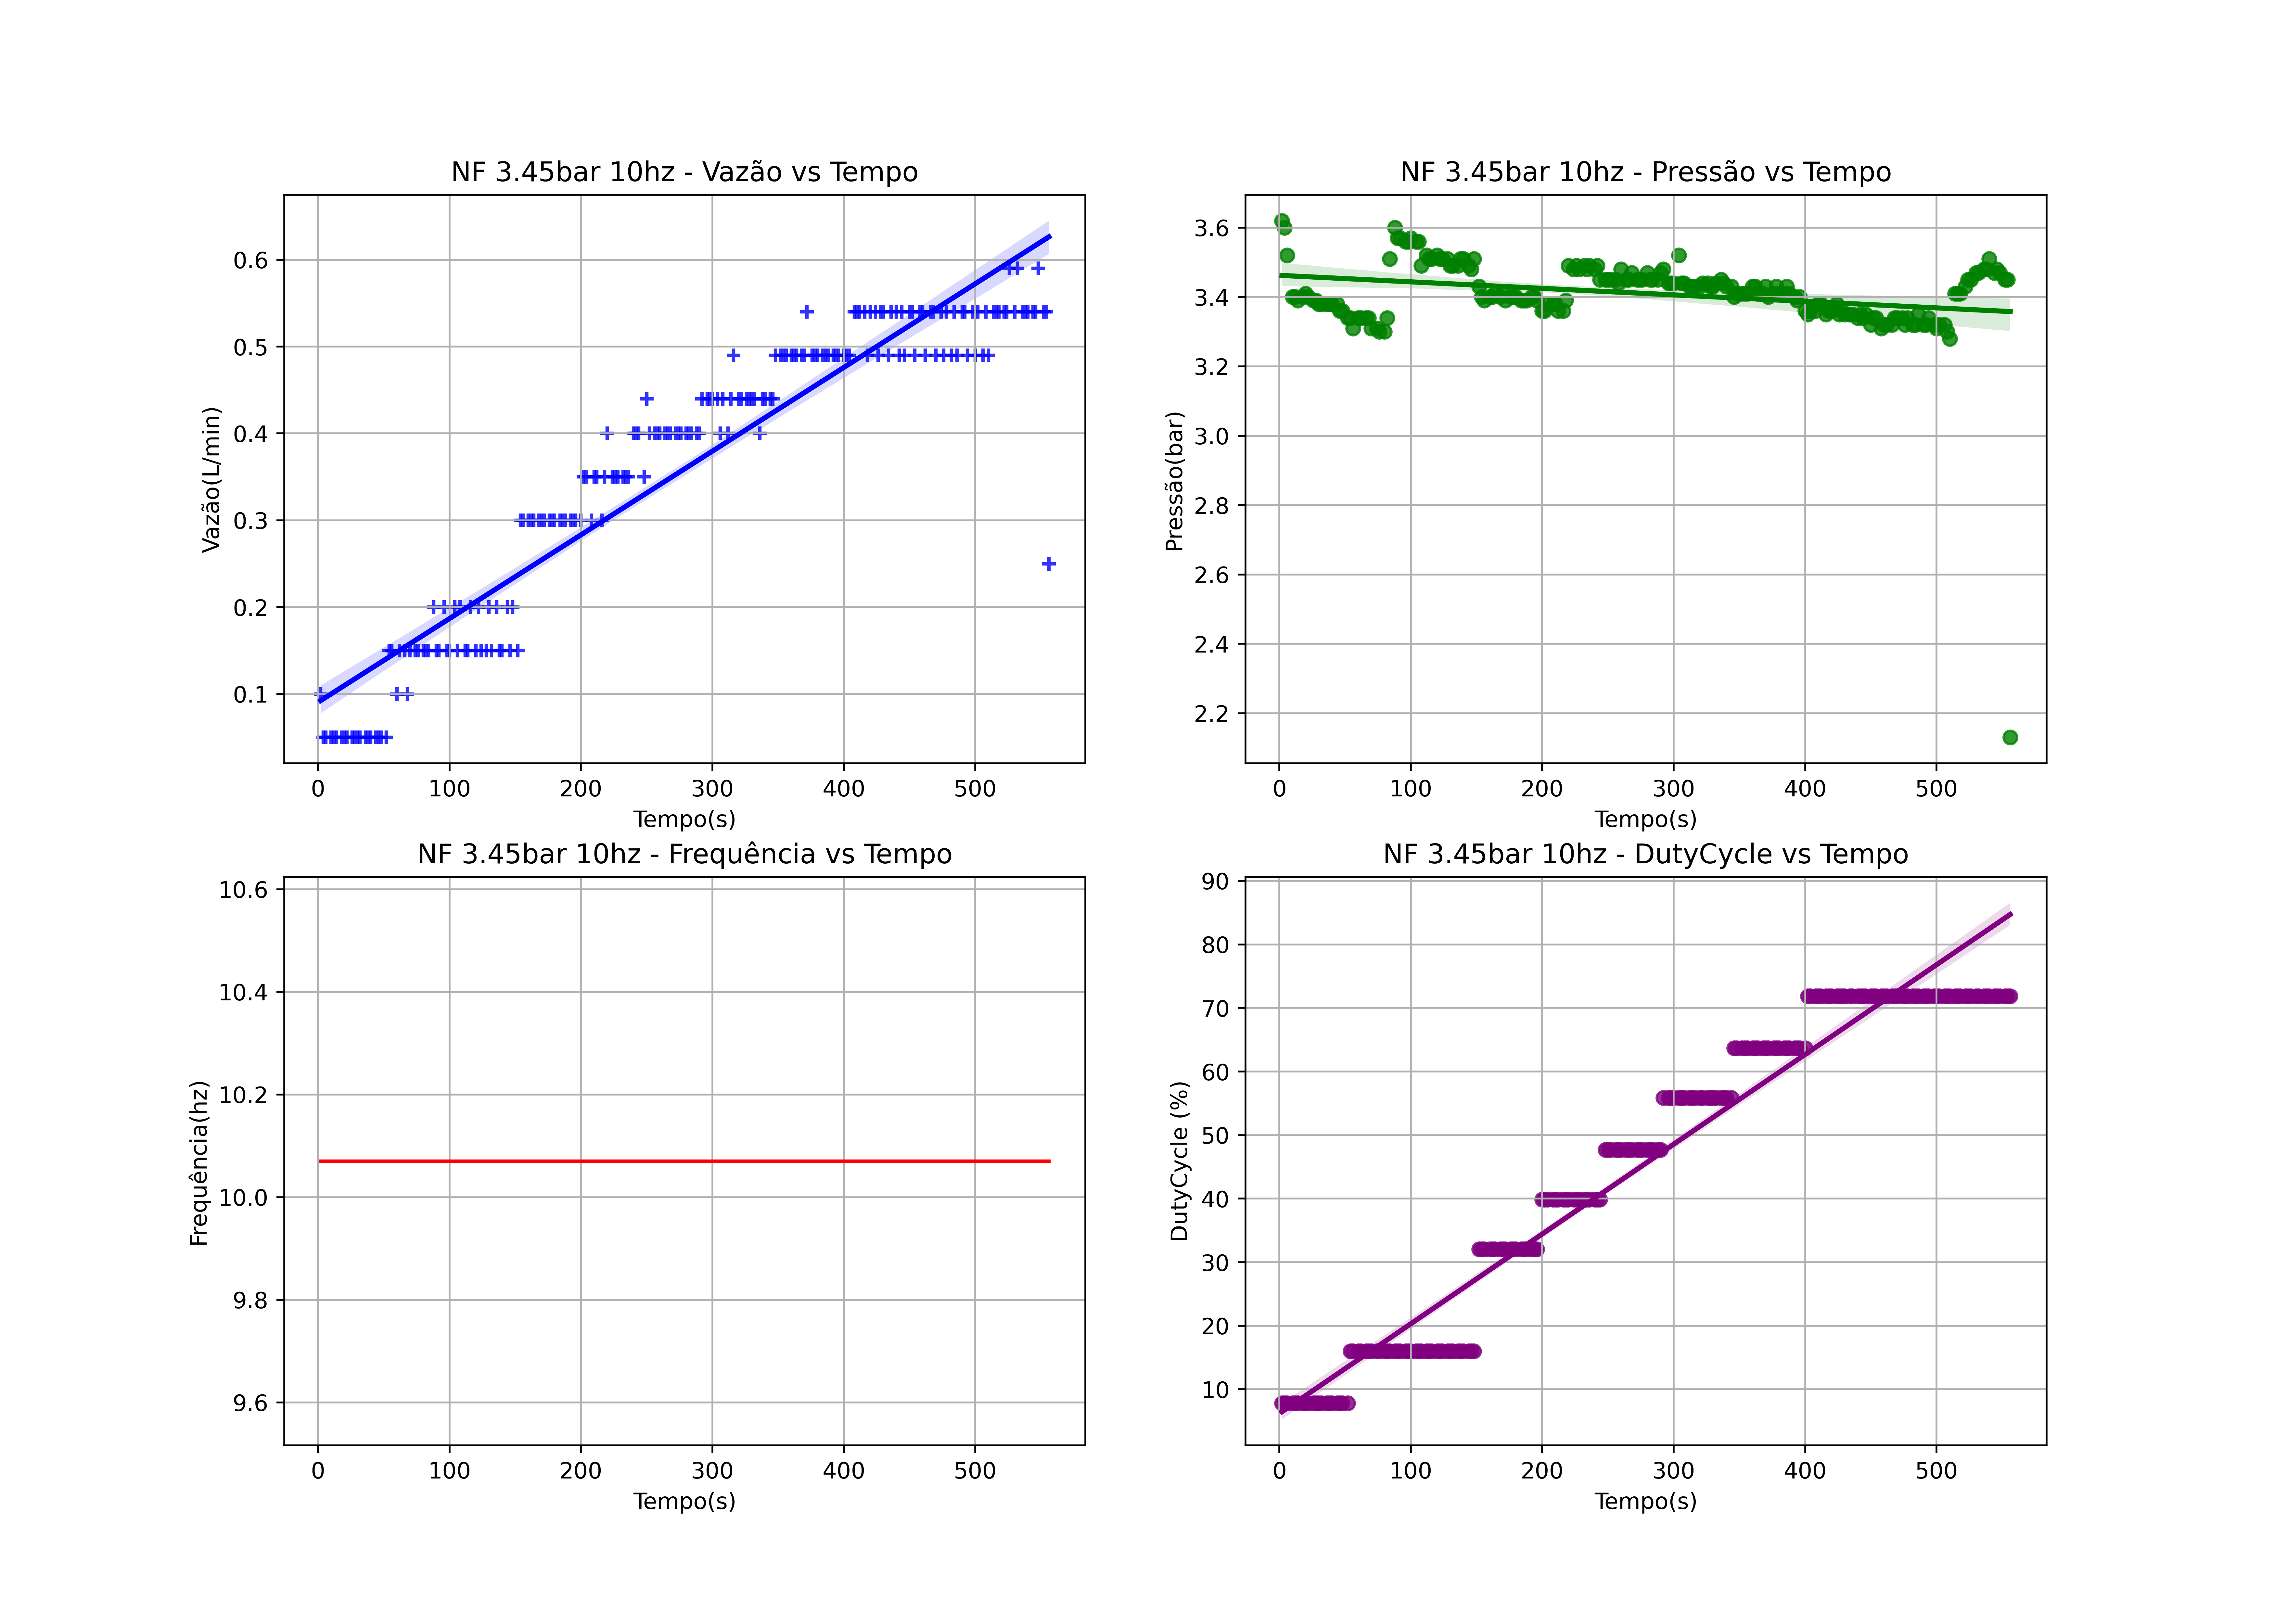 NF 3.45bar 10hz - Vazão vs Tempo
Vazão(L/min)
0.6
0.5
0.4
0.3
0.2
0.1
0 100 200 300 400 500
Tempo(s)
NF 3.45bar 10hz - Pressão vs Tempo
Pressão(bar)
3.6
3.4
3.2
3.0
2.8
2.6
2.4
2.2
0 100 200 300 400 500
Tempo(s)
NF 3.45bar 10hz - Frequência vs Tempo
Frequência(hz)
10.6
10.4
10.2
10.0
9.8
9.6
0 100 200 300 400 500
Tempo(s)
NF 3.45bar 10hz - DutyCycle vs Tempo
DutyCycle (%)
90
80
70
60
50
40
30
20
10
0 100 200 300 400 500
Tempo(s)